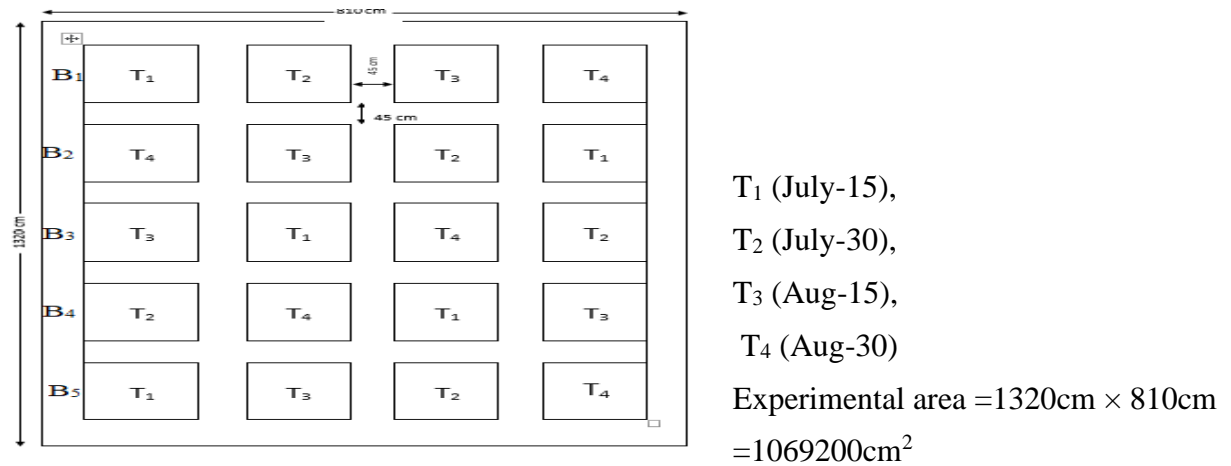 810 cm
B₁ T₁ T₂ 45 cm T₃ T₄
45 cm
B₂ T₄ T₃ T₂ T₁
1320 cm
B₃ T₃ T₁ T₄ T₂
B₄ T₂ T₄ T₁ T₃
B₅ T₁ T₃ T₂ T₄
T₁ (July-15),
T₂ (July-30),
T₃ (Aug-15),
T₄ (Aug-30)
Experimental area =1320cm × 810cm
=1069200cm²